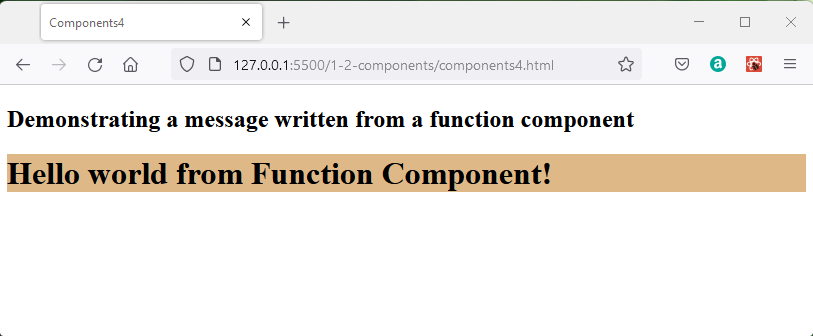 Components4
127.0.0.1:5500/1-2-components/components4.html
a
Demonstrating a message written from a function component
Hello world from Function Component!